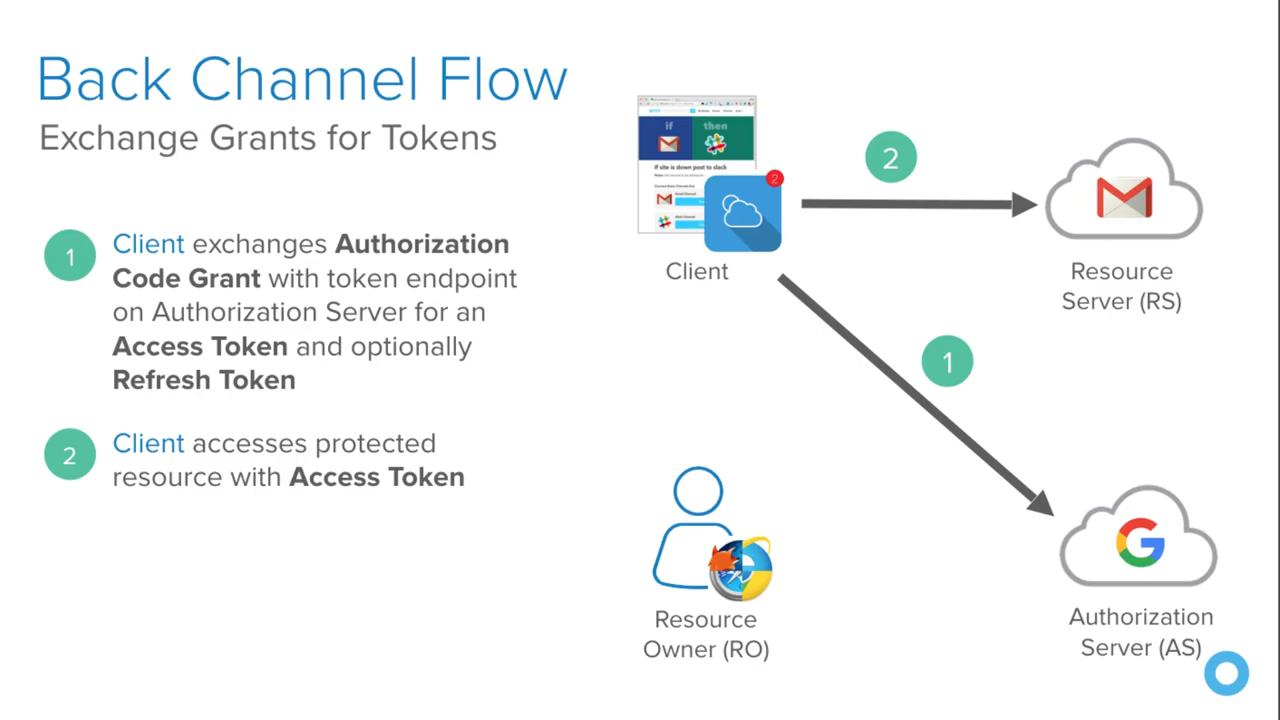 Back Channel Flow
Exchange Grants for Tokens
1
Client exchanges Authorization
Code Grant with token endpoint
on Authorization Server for an
Access Token and optionally
Refresh Token
2
Client accesses protected
resource with Access Token
if
then
If site is down post to slack
2
Client
2
Resource
Server (RS)
1
Resource
Owner (RO)
G
Authorization
Server (AS)